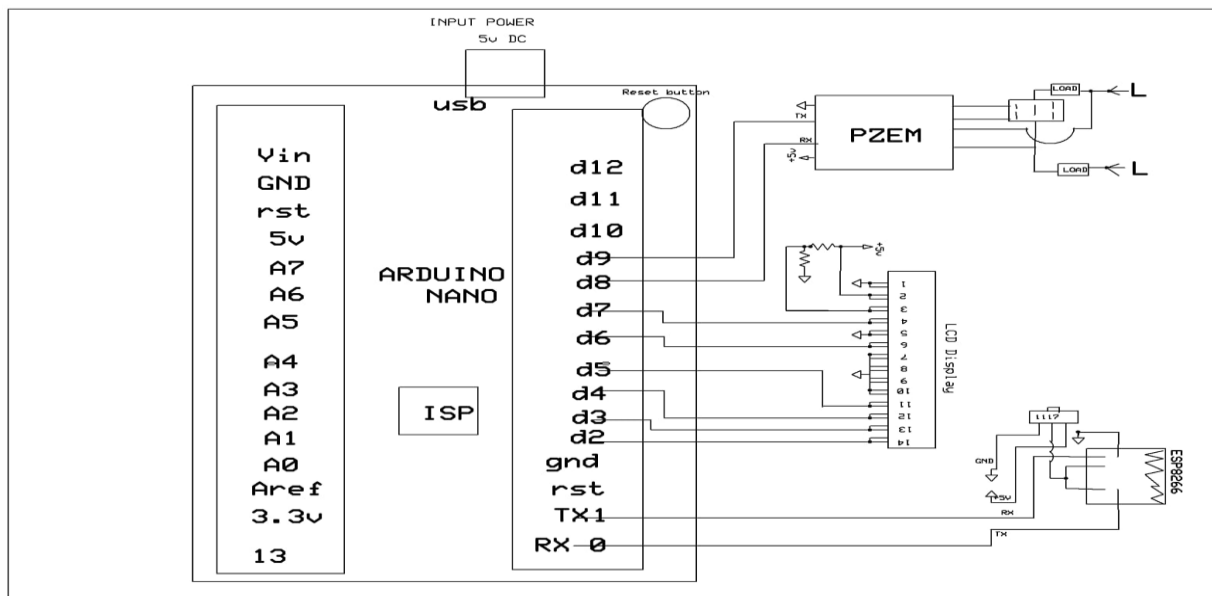 INPUT POWER
5v DC
usb
Reset button
Vin
GND
rst
5v
A7
A6
A5
A4
A3
A2
A1
A0
Aref
3.3v
13
ARDUINO
NANO
ISP
d12
d11
d10
d9
d8
d7
d6
d5
d4
d3
d2
gnd
rst
TX1
RX 0
TX
RX
+5v
PZEM
LOAD
L
LOAD
L
+5v
1
2
3
4
5
6
7
8
9
10
11
12
13
14
LCD Display
1117
GND
+5V
RX
TX
ESP8266